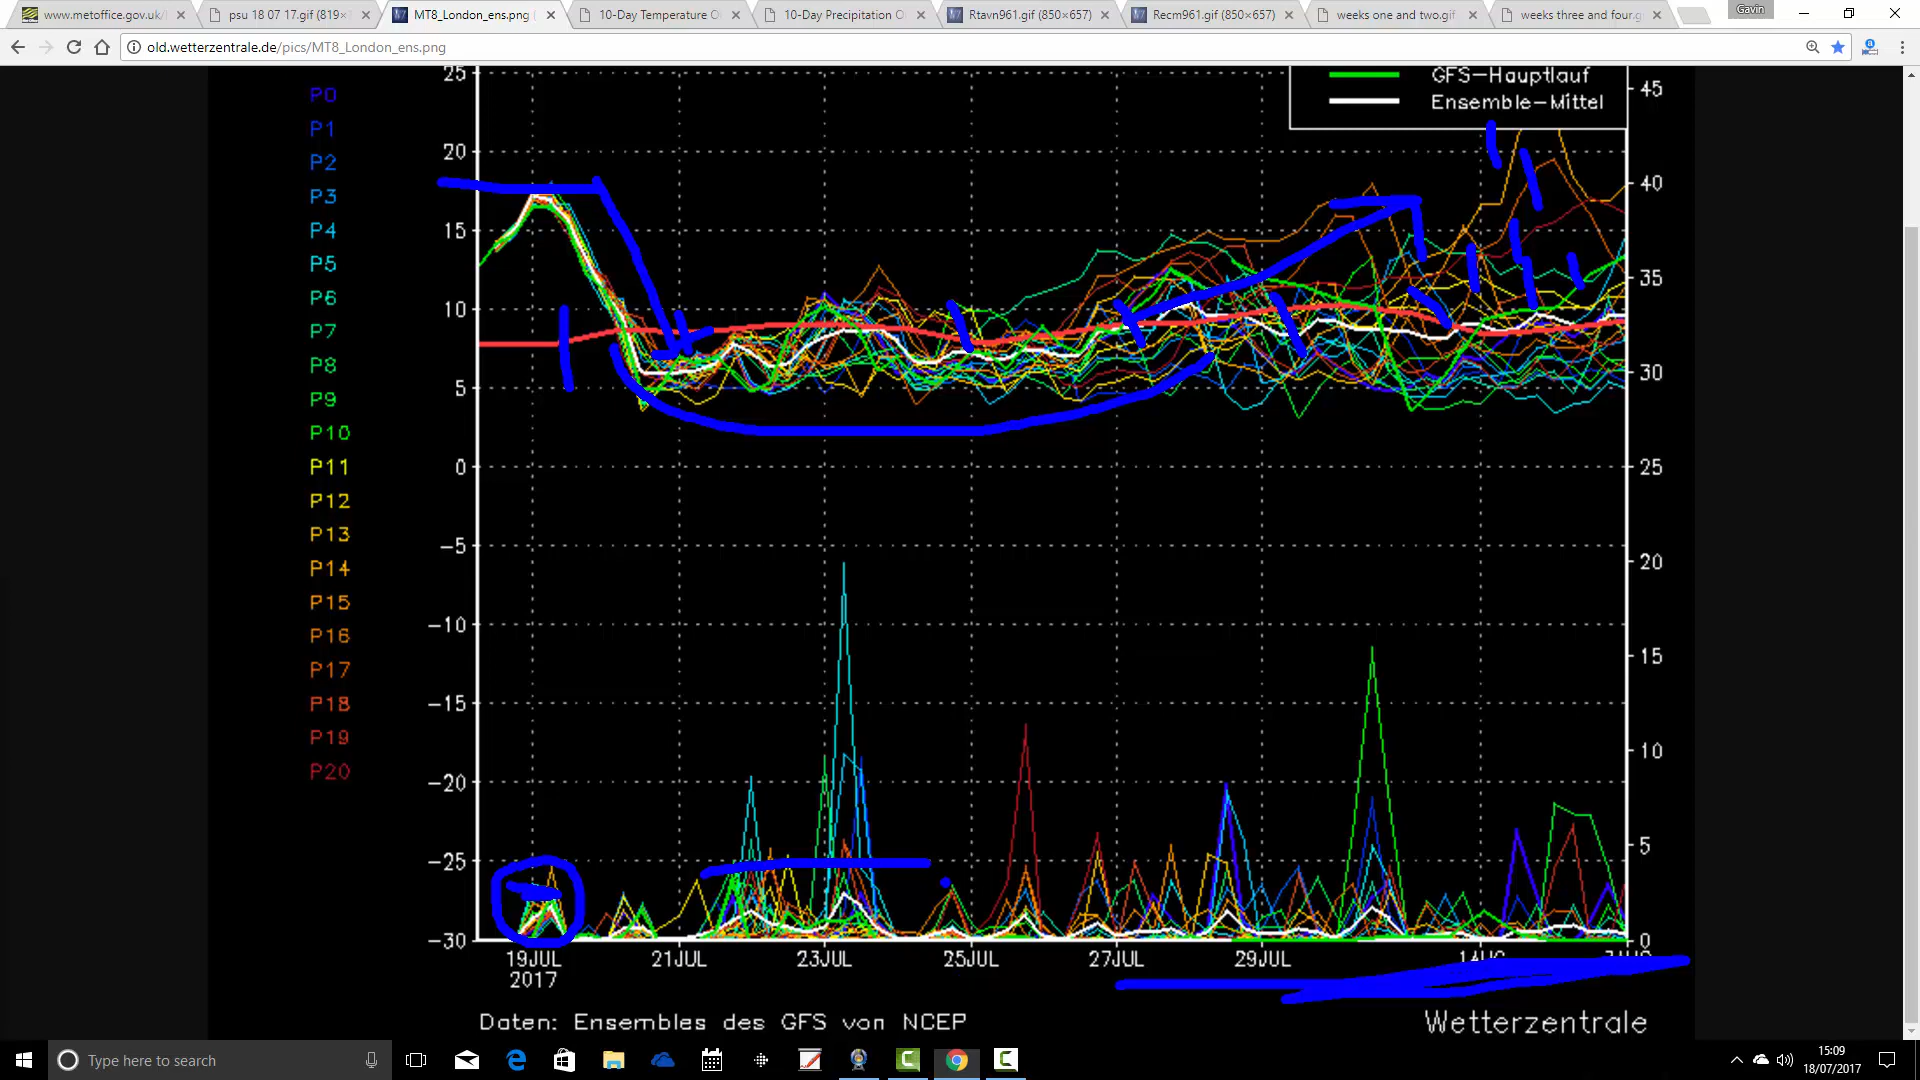 www.metoffice.gov.uk/
psu 18 07 17.gif (819×
MT8_London_ens.png
10-Day Temperature O
10-Day Precipitation O
Rtavn961.gif (850×657)
Recm961.gif (850×657)
weeks one and two.gif
weeks three and four.g
Gavin
old.wetterzentrale.de/pics/MT8_London_ens.png
GFS-Hauptlauf
Ensemble-Mittel
P0
P1
P2
P3
P4
P5
P6
P7
P8
P9
P10
P11
P12
P13
P14
P15
P16
P17
P18
P19
P20
25
20
15
10
5
0
-5
-10
-15
-20
-25
-30
45
40
35
30
25
20
15
10
5
0
19JUL 21JUL 23JUL 25JUL 27JUL 29JUL
2017
Daten: Ensembles des GFS von NCEP
Wetterzentrale
Type here to search
15:09
18/07/2017